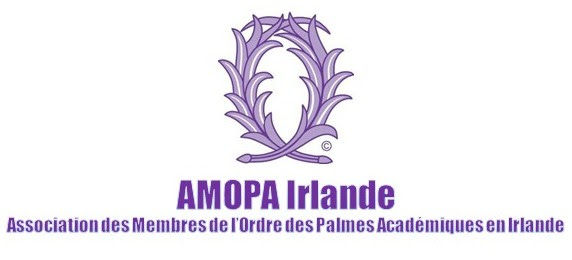 ©
AMOPA Irlande
Association des Membres de l'Ordre des Palmes Académiques en Irlande